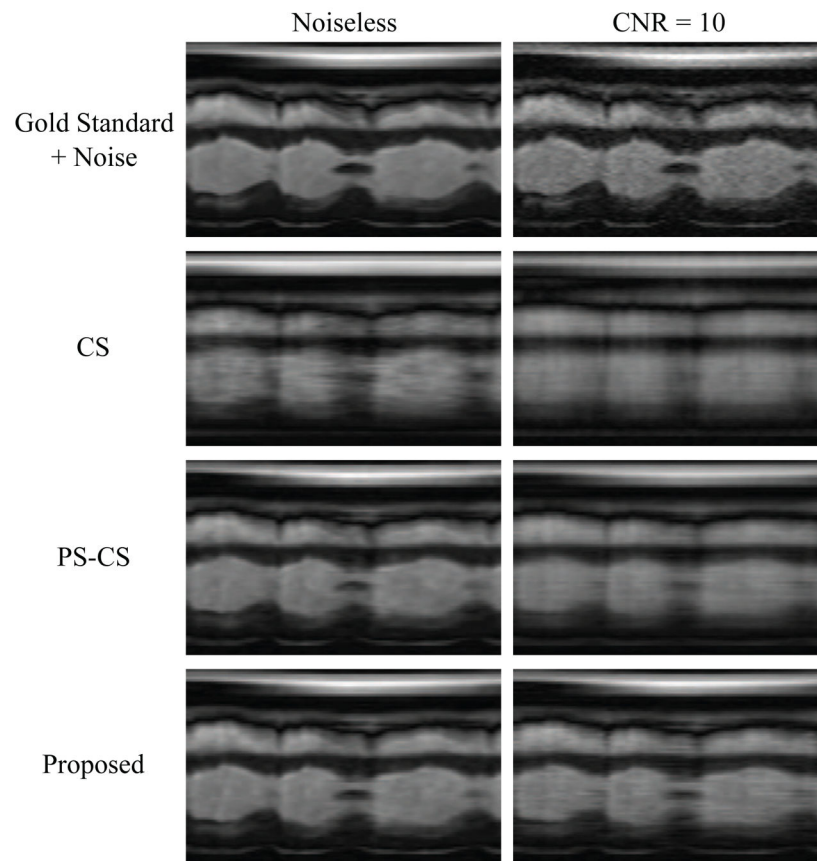 Noiseless
CNR = 10
Gold Standard
+ Noise
CS
PS-CS
Proposed